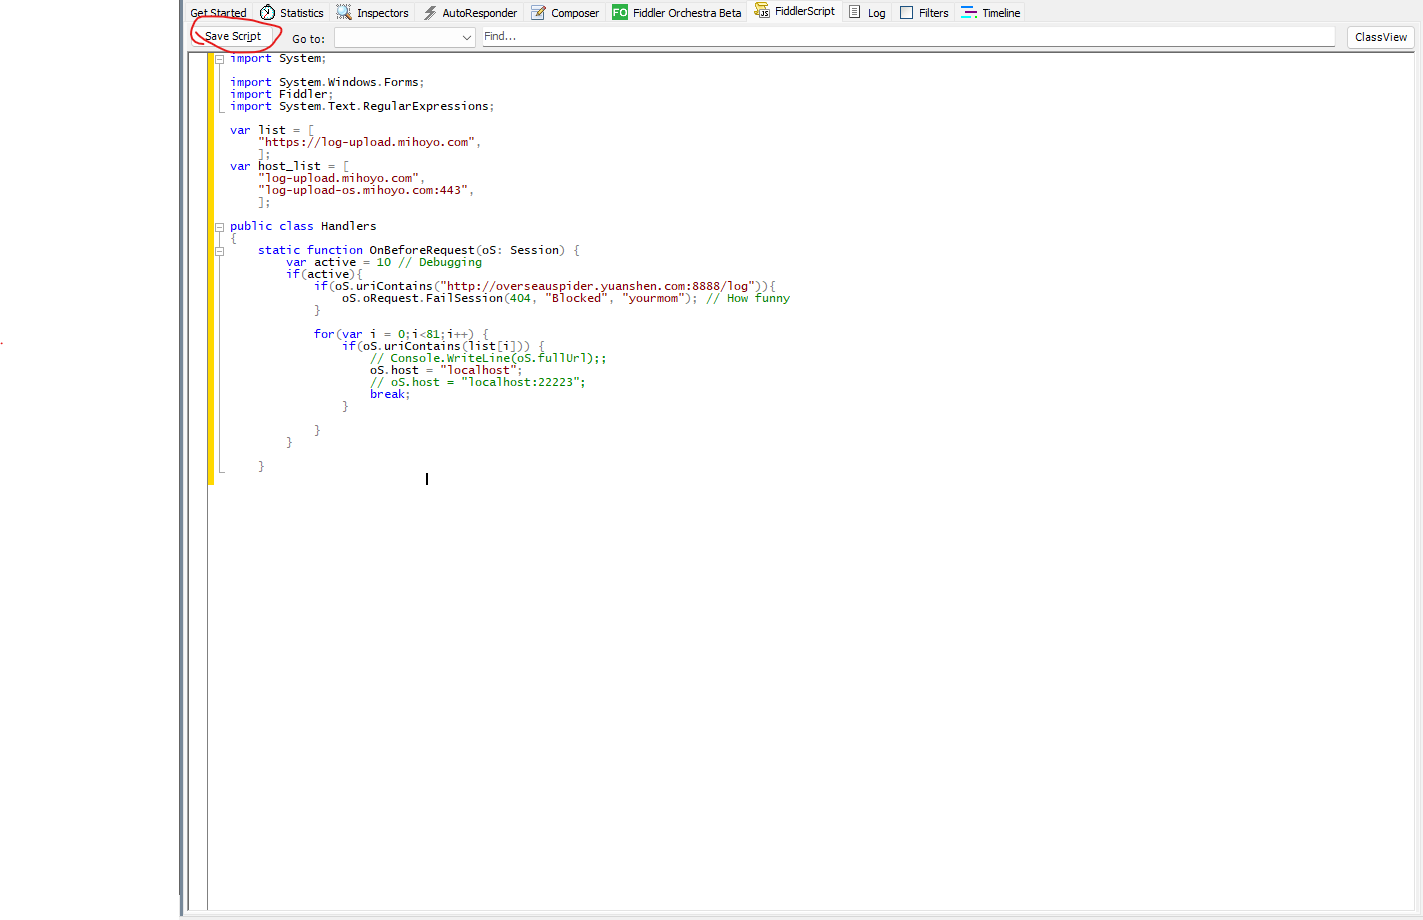 Get Started Statistics Inspectors AutoResponder Composer FO Fiddler Orchestra Beta JS FiddlerScript Log Filters Timeline
Save Script Go to: Find... ClassView
import System;
import System.Windows.Forms;
import Fiddler;
import System.Text.RegularExpressions;
var list = [
"https://log-upload.mihoyo.com",
];
var host_list = [
"log-upload.mihoyo.com",
"log-upload-os.mihoyo.com:443",
];
public class Handlers
{
static function OnBeforeRequest(oS: Session) {
var active = 10 // Debugging
if(active){
if(oS.uriContains("http://overseauspider.yuanshen.com:8888/log")){
oS.oRequest.FailSession(404, "Blocked", "yourmom"); // How funny
}
for(var i = 0;i<81;i++) {
if(oS.uriContains(list[i])) {
// Console.WriteLine(oS.fullUrl);;
oS.host = "localhost";
// oS.host = "localhost:22223";
break;
}
}
}
}